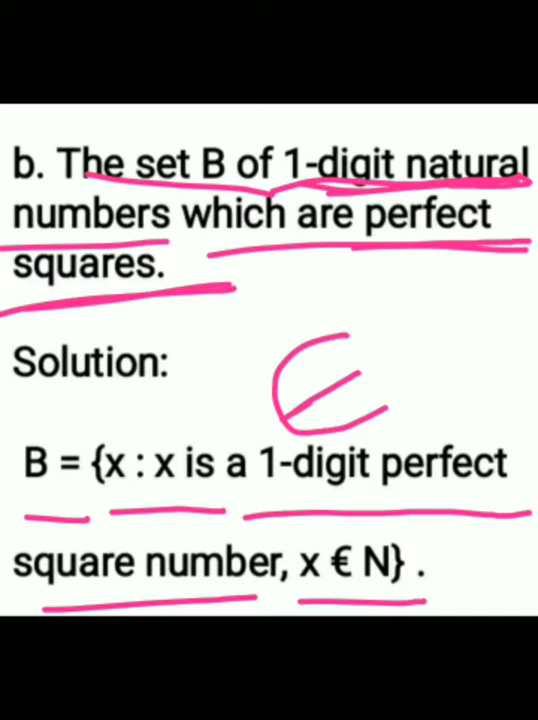 b. The set B of 1-digit natural
numbers which are perfect
squares.
Solution:
∈
B = {x : x is a 1-digit perfect
square number, x € N} .